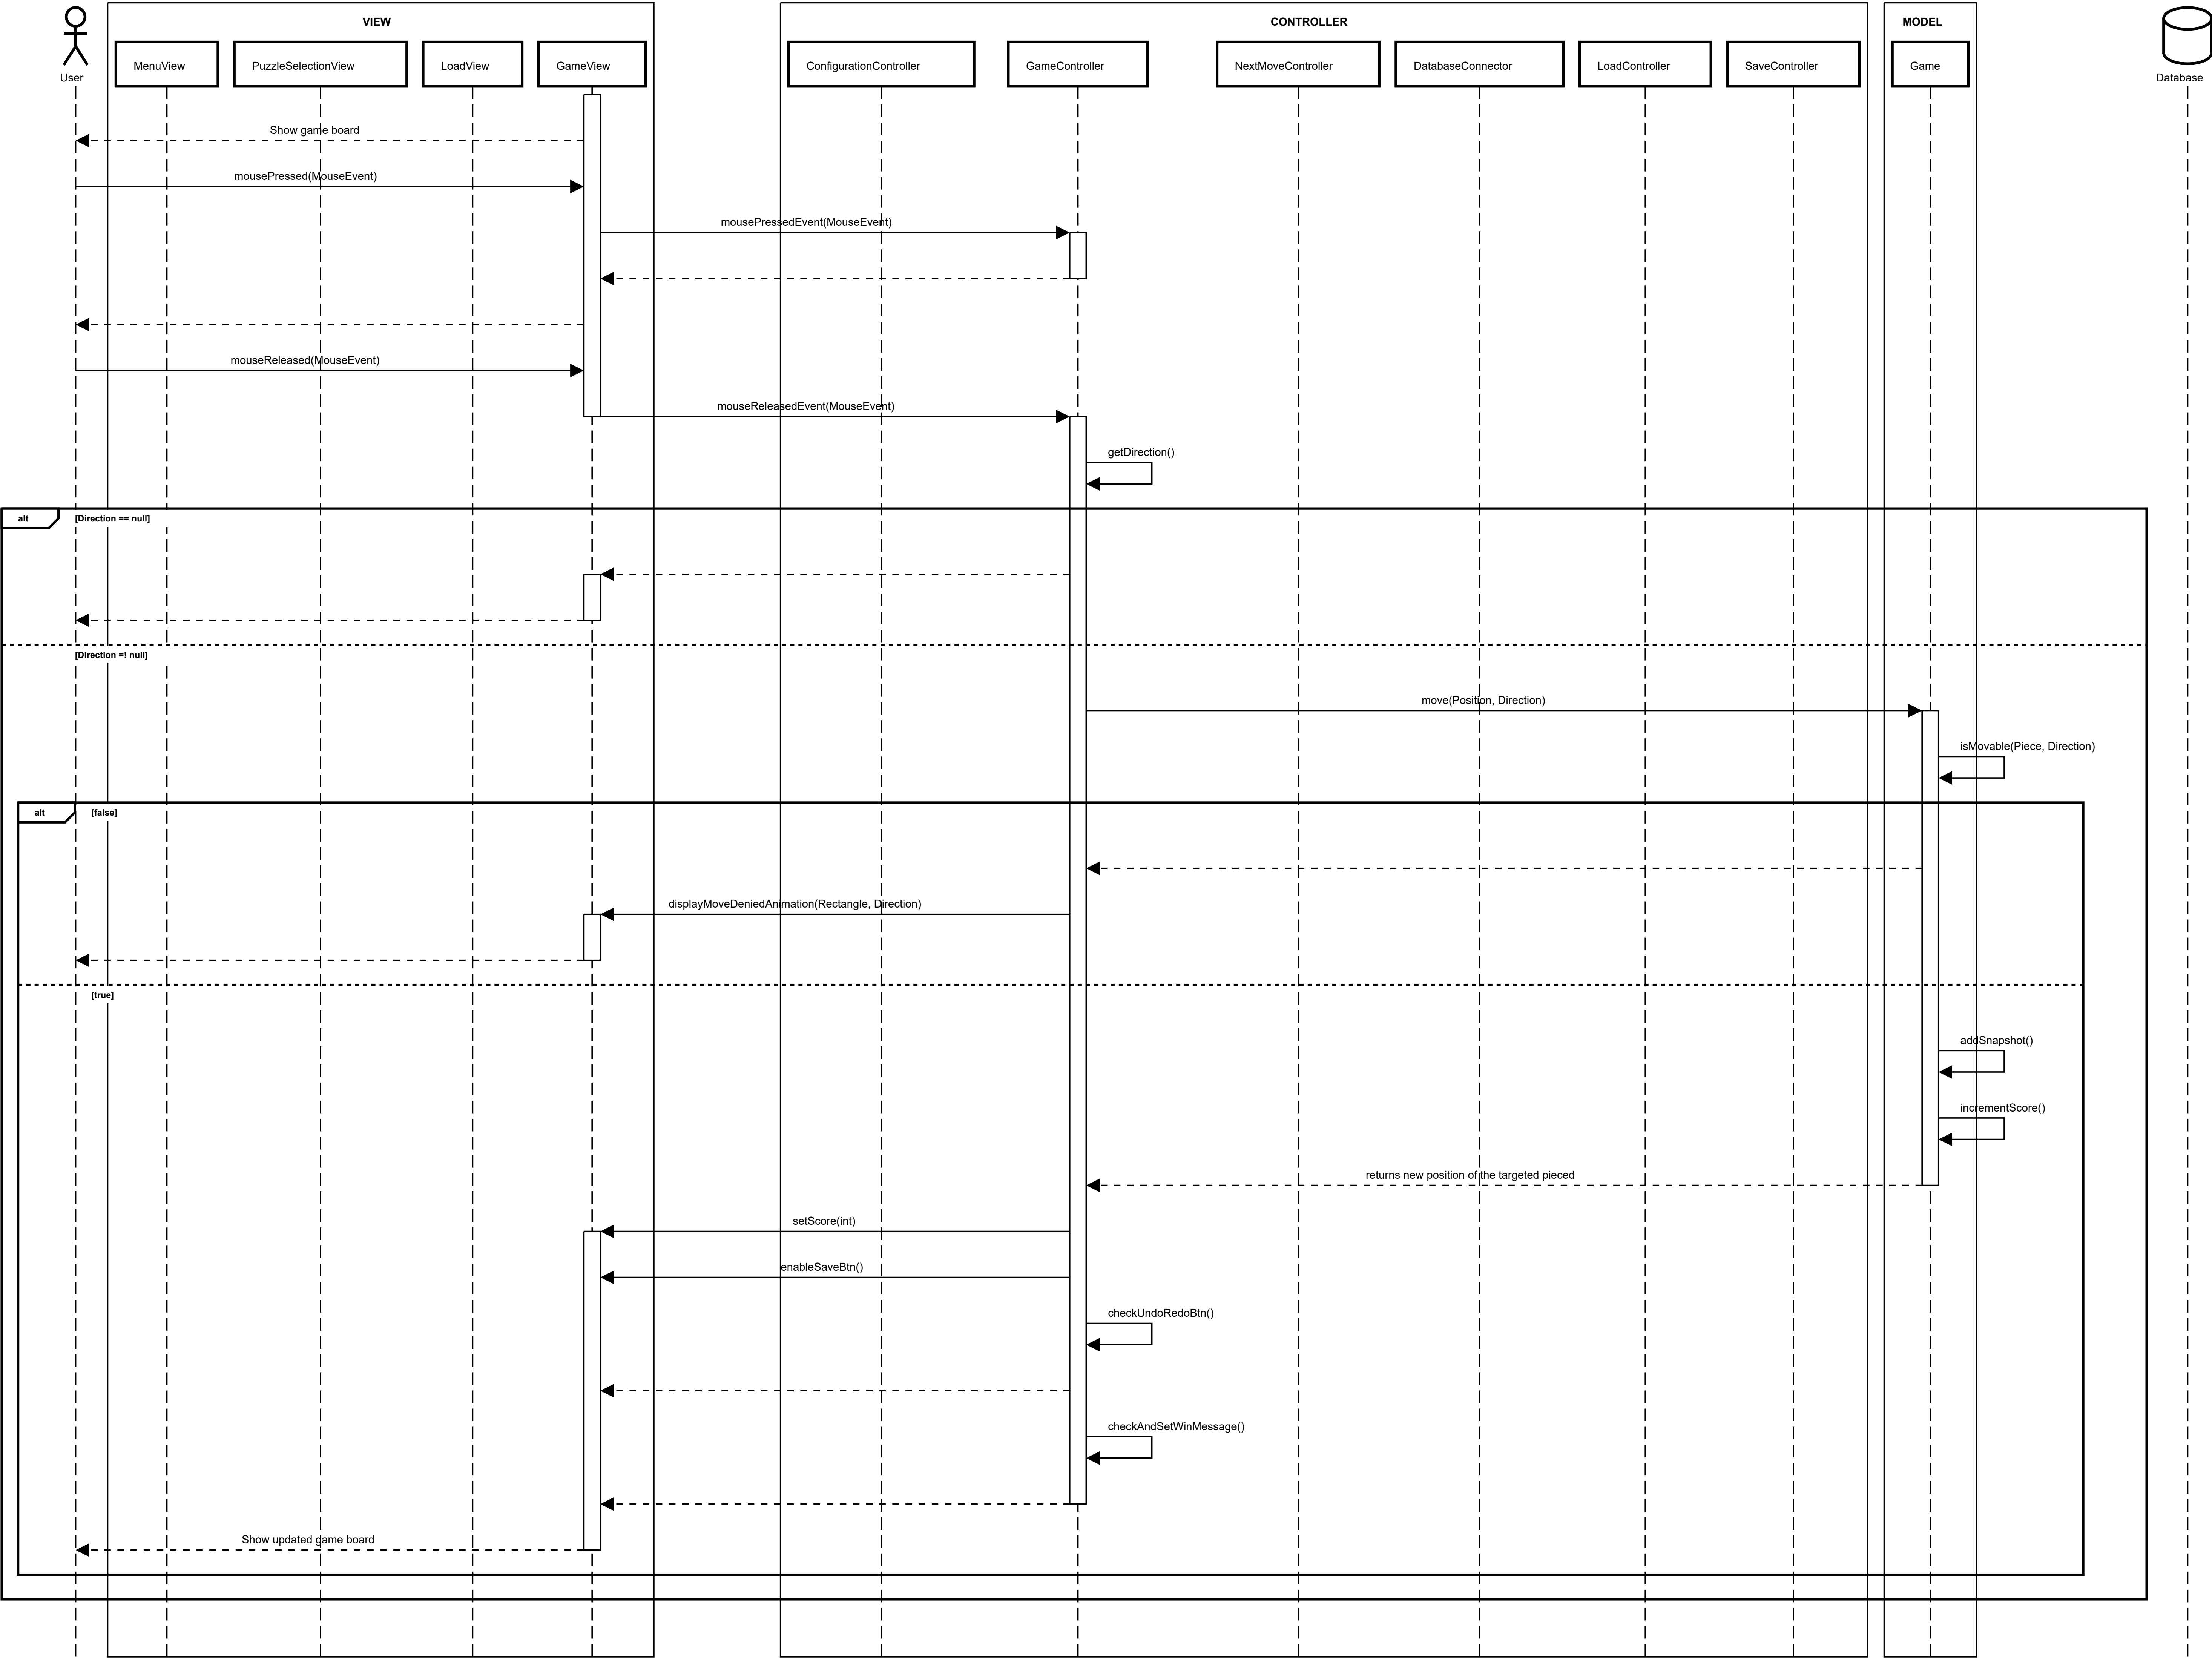 VIEW
CONTROLLER
MODEL
User
MenuView
PuzzleSelectionView
LoadView
GameView
ConfigurationController
GameController
NextMoveController
DatabaseConnector
LoadController
SaveController
Game
Database
Show game board
mousePressed(MouseEvent)
mousePressedEvent(MouseEvent)
mouseReleased(MouseEvent)
mouseReleasedEvent(MouseEvent)
getDirection()
alt
[Direction == null]
[Direction =! null]
move(Position, Direction)
isMovable(Piece, Direction)
alt
[false]
displayMoveDeniedAnimation(Rectangle, Direction)
[true]
addSnapshot()
incrementScore()
returns new position of the targeted pieced
setScore(int)
enableSaveBtn()
checkUndoRedoBtn()
checkAndSetWinMessage()
Show updated game board